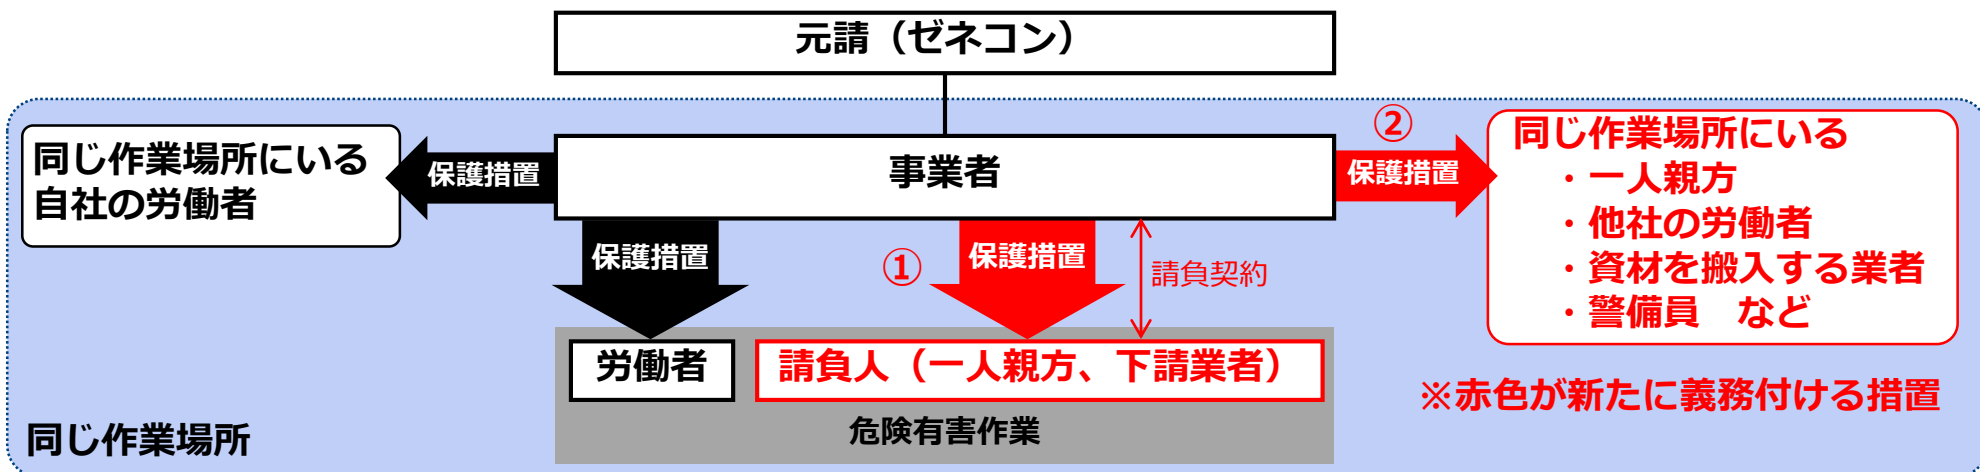 元請（ゼネコン）
同じ作業場所にいる
自社の労働者
保護措置
事業者
②
保護措置
同じ作業場所にいる
・一人親方
・他社の労働者
・資材を搬入する業者
・警備員　など
保護措置
①
保護措置
請負契約
労働者
請負人（一人親方、下請業者）
危険有害作業
※赤色が新たに義務付ける措置
同じ作業場所